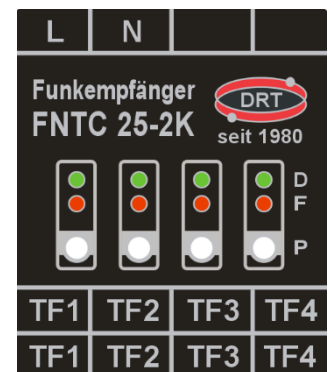 L N
Funkempfänger
FNTC 25-2K
DRT
seit 1980
D
F
P
TF1 TF2 TF3 TF4
TF1 TF2 TF3 TF4